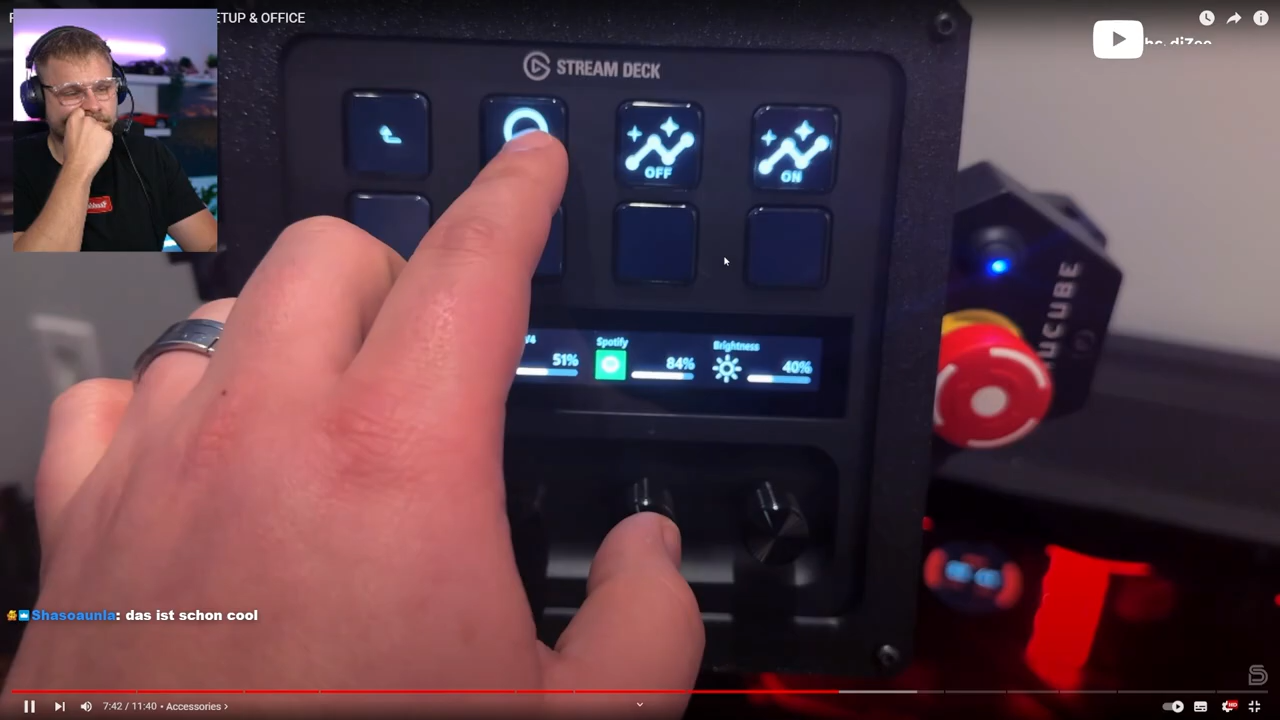 ETUP & OFFICE
STREAM DECK
OFF
ON
51%
Spotify
84%
Brightness
40%
UCUBE
Shasoaunla: das ist schon cool
7:42 / 11:40 • Accessories ›